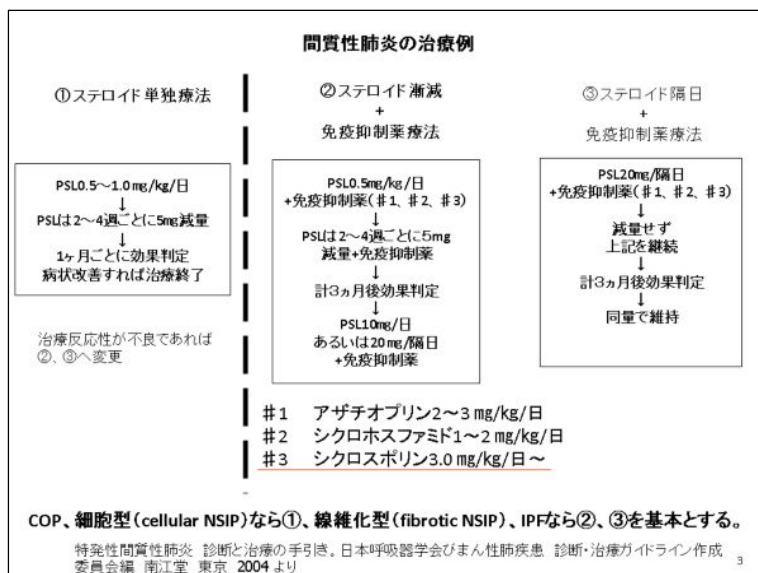 間質性肺炎の治療例
①ステロイド単独療法
PSL0.5～1.0mg/kg/日
↓
PSLは2～4週ごとに5mg減量
↓
1ヶ月ごとに効果判定
病状改善すれば治療終了
治療反応性が不良であれば
②、③へ変更
②ステロイド漸減
+
免疫抑制薬療法
PSL0.5mg/kg/日
+免疫抑制薬(＃1、＃2、＃3)
↓
PSLは2～4週ごとに5mg
減量+免疫抑制薬
↓
計3ヵ月後効果判定
↓
PSL10mg/日
あるいは20mg/隔日
+免疫抑制薬
③ステロイド隔日
+
免疫抑制薬療法
PSL20mg/隔日
+免疫抑制薬(＃1、＃2、＃3)
↓
減量せず
上記を継続
↓
計3ヵ月後効果判定
↓
同量で維持
＃1 アザチオプリン2～3 mg/kg/日
＃2 シクロホスファミド1～2 mg/kg/日
＃3 シクロスポリン3.0 mg/kg/日～
COP、細胞型(cellular NSIP)なら①、線維化型(fibrotic NSIP)、IPFなら②、③を基本とする。
特発性間質性肺炎 診断と治療の手引き. 日本呼吸器学会びまん性肺疾患 診断・治療ガイドライン作成
委員会編 南江堂 東京 2004 より
3